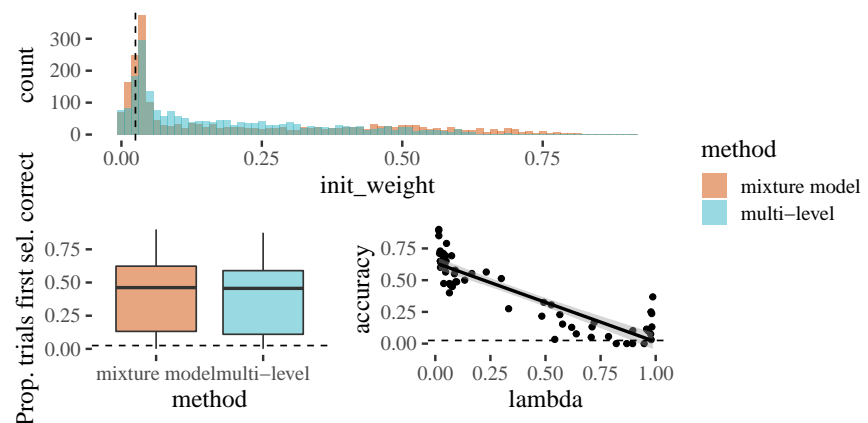 count
300
200
100
0
0.00 0.25 0.50 0.75
init_weight
method
mixture model
multi−level
Prop. trials first sel. correct
0.75
0.50
0.25
0.00
mixture model multi−level
method
accuracy
0.75
0.50
0.25
0.00
0.00 0.25 0.50 0.75 1.00
lambda